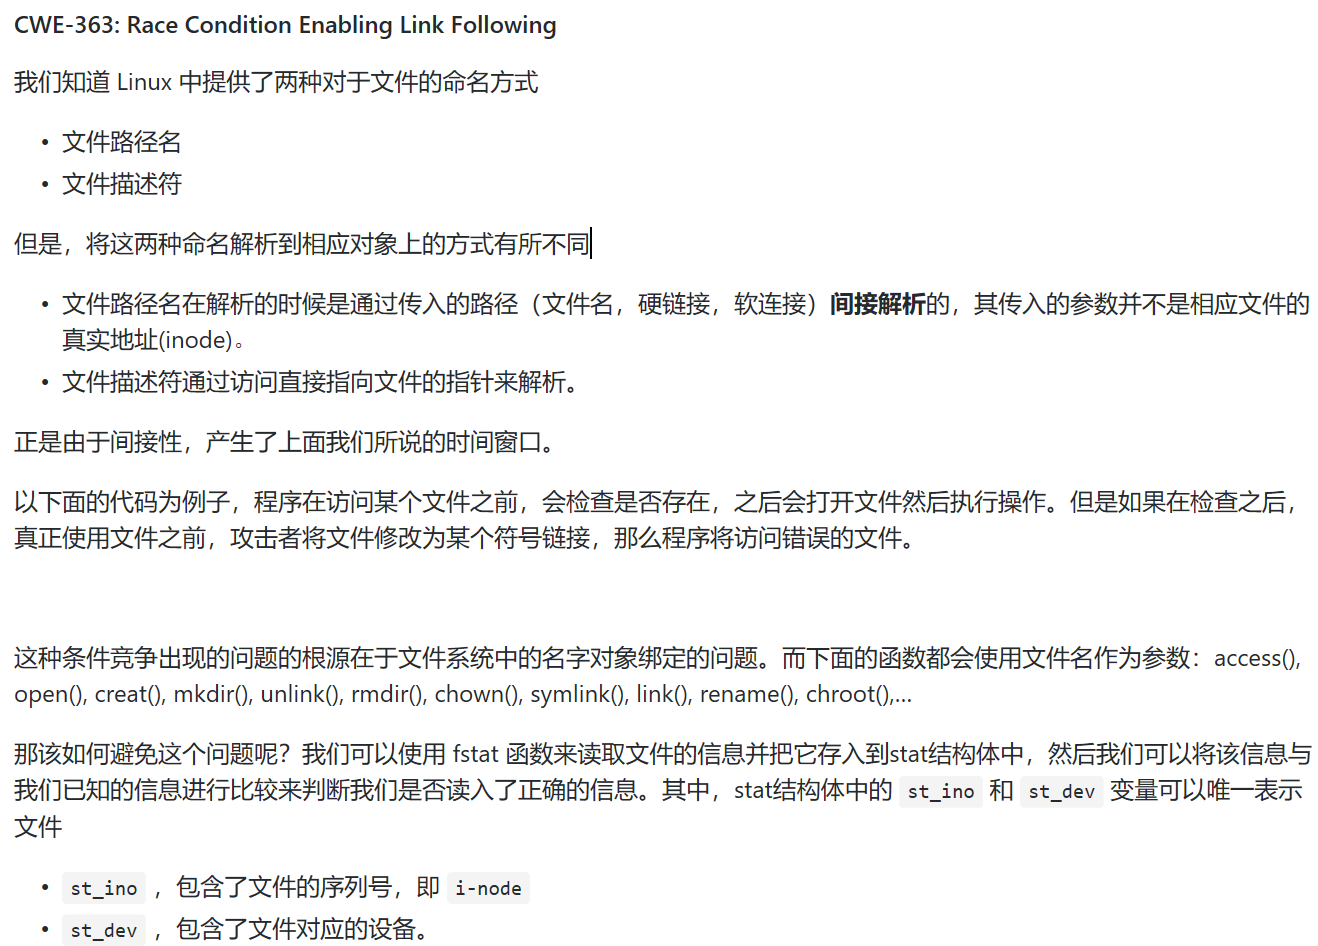 CWE-363: Race Condition Enabling Link Following
我们知道 Linux 中提供了两种对于文件的命名方式
• 文件路径名
• 文件描述符
但是，将这两种命名解析到相应对象上的方式有所不同
• 文件路径名在解析的时候是通过传入的路径（文件名，硬链接，软连接）间接解析的，其传入的参数并不是相应文件的
真实地址(inode)。
• 文件描述符通过访问直接指向文件的指针来解析。
正是由于间接性，产生了上面我们所说的时间窗口。
以下面的代码为例子，程序在访问某个文件之前，会检查是否存在，之后会打开文件然后执行操作。但是如果在检查之后，
真正使用文件之前，攻击者将文件修改为某个符号链接，那么程序将访问错误的文件。
这种条件竞争出现的问题的根源在于文件系统中的名字对象绑定的问题。而下面的函数都会使用文件名作为参数：access(),
open(), creat(), mkdir(), unlink(), rmdir(), chown(), symlink(), link(), rename(), chroot(),...
那该如何避免这个问题呢？我们可以使用 fstat 函数来读取文件的信息并把它存入到stat结构体中，然后我们可以将该信息与
我们已知的信息进行比较来判断我们是否读入了正确的信息。其中，stat结构体中的 st_ino 和 st_dev 变量可以唯一表示
文件
• st_ino ，包含了文件的序列号，即 i-node
• st_dev ，包含了文件对应的设备。